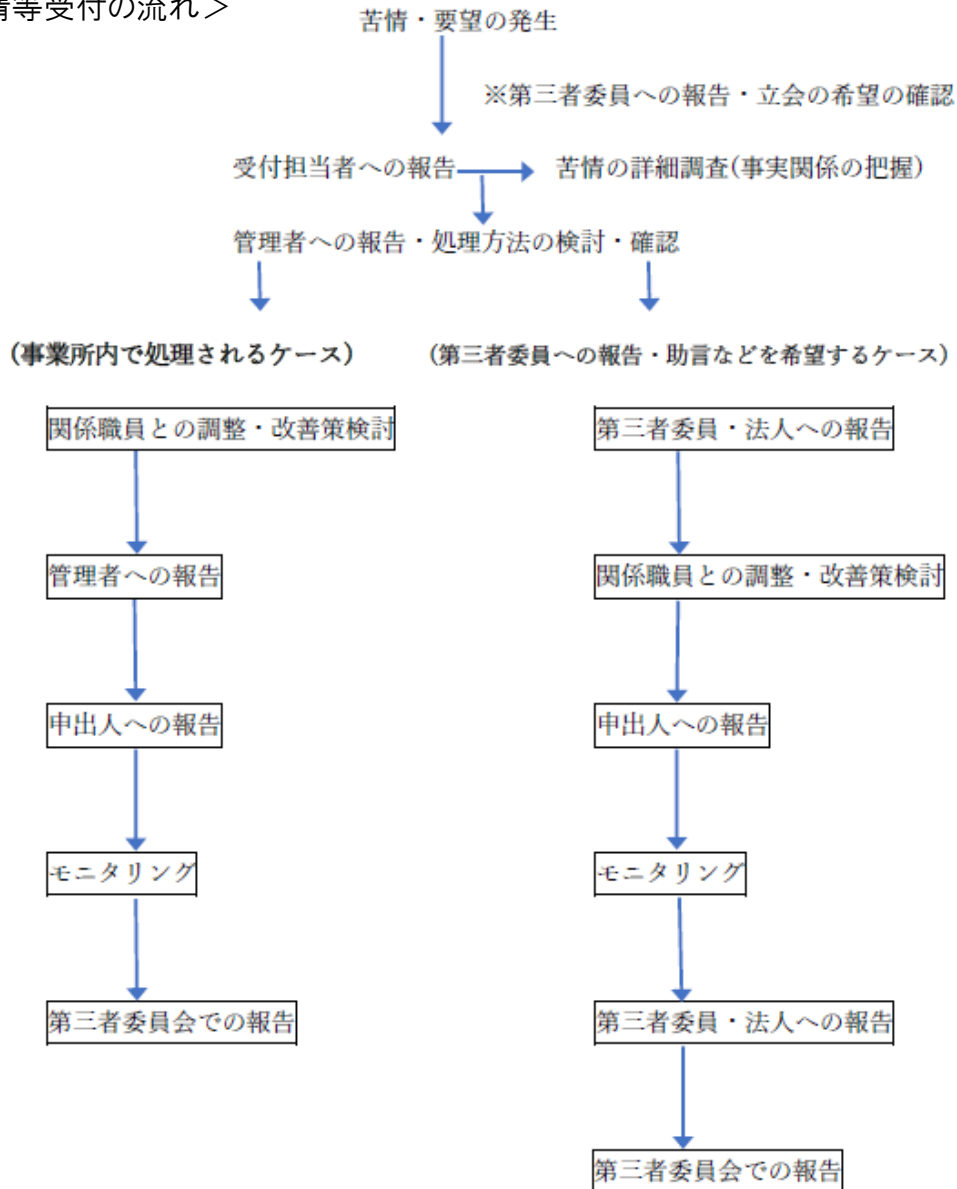 情等受付の流れ＞
苦情・要望の発生
※第三者委員への報告・立会の希望の確認
受付担当者への報告
苦情の詳細調査(事実関係の把握)
管理者への報告・処理方法の検討・確認
（事業所内で処理されるケース）
（第三者委員への報告・助言などを希望するケース）
関係職員との調整・改善策検討
管理者への報告
申出人への報告
モニタリング
第三者委員会での報告
第三者委員・法人への報告
関係職員との調整・改善策検討
申出人への報告
モニタリング
第三者委員・法人への報告
第三者委員会での報告